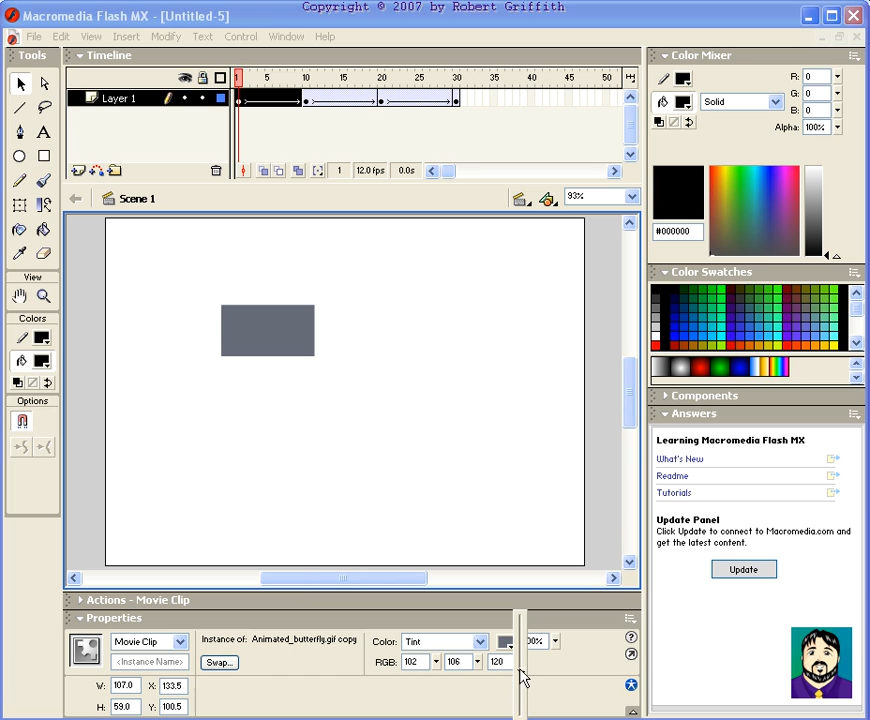 Copyright © 2007 by Robert Griffith
Macromedia Flash MX - [Untitled-5]
File Edit View Insert Modify Text Control Window Help
Tools
Timeline
1 5 10 15 20 25 30 35 40 45 50
Layer 1
1 12.0 fps 0.0s
Scene 1
93%
View
Colors
Options
Color Mixer
R: 0
Solid
G: 0
B: 0
Alpha: 100%
#000000
Color Swatches
Components
Answers
Learning Macromedia Flash MX
What's New
Readme
Tutorials
Update Panel
Click Update to connect to Macromedia.com and
get the latest content.
Update
Actions - Movie Clip
Properties
Movie Clip
Instance of: Animated_butterfly.gif copy
Color: Tint
00%
<Instance Name>
Swap...
RGB: 102 106 120
W: 107.0 X: 133.5
H: 59.0 Y: 100.5